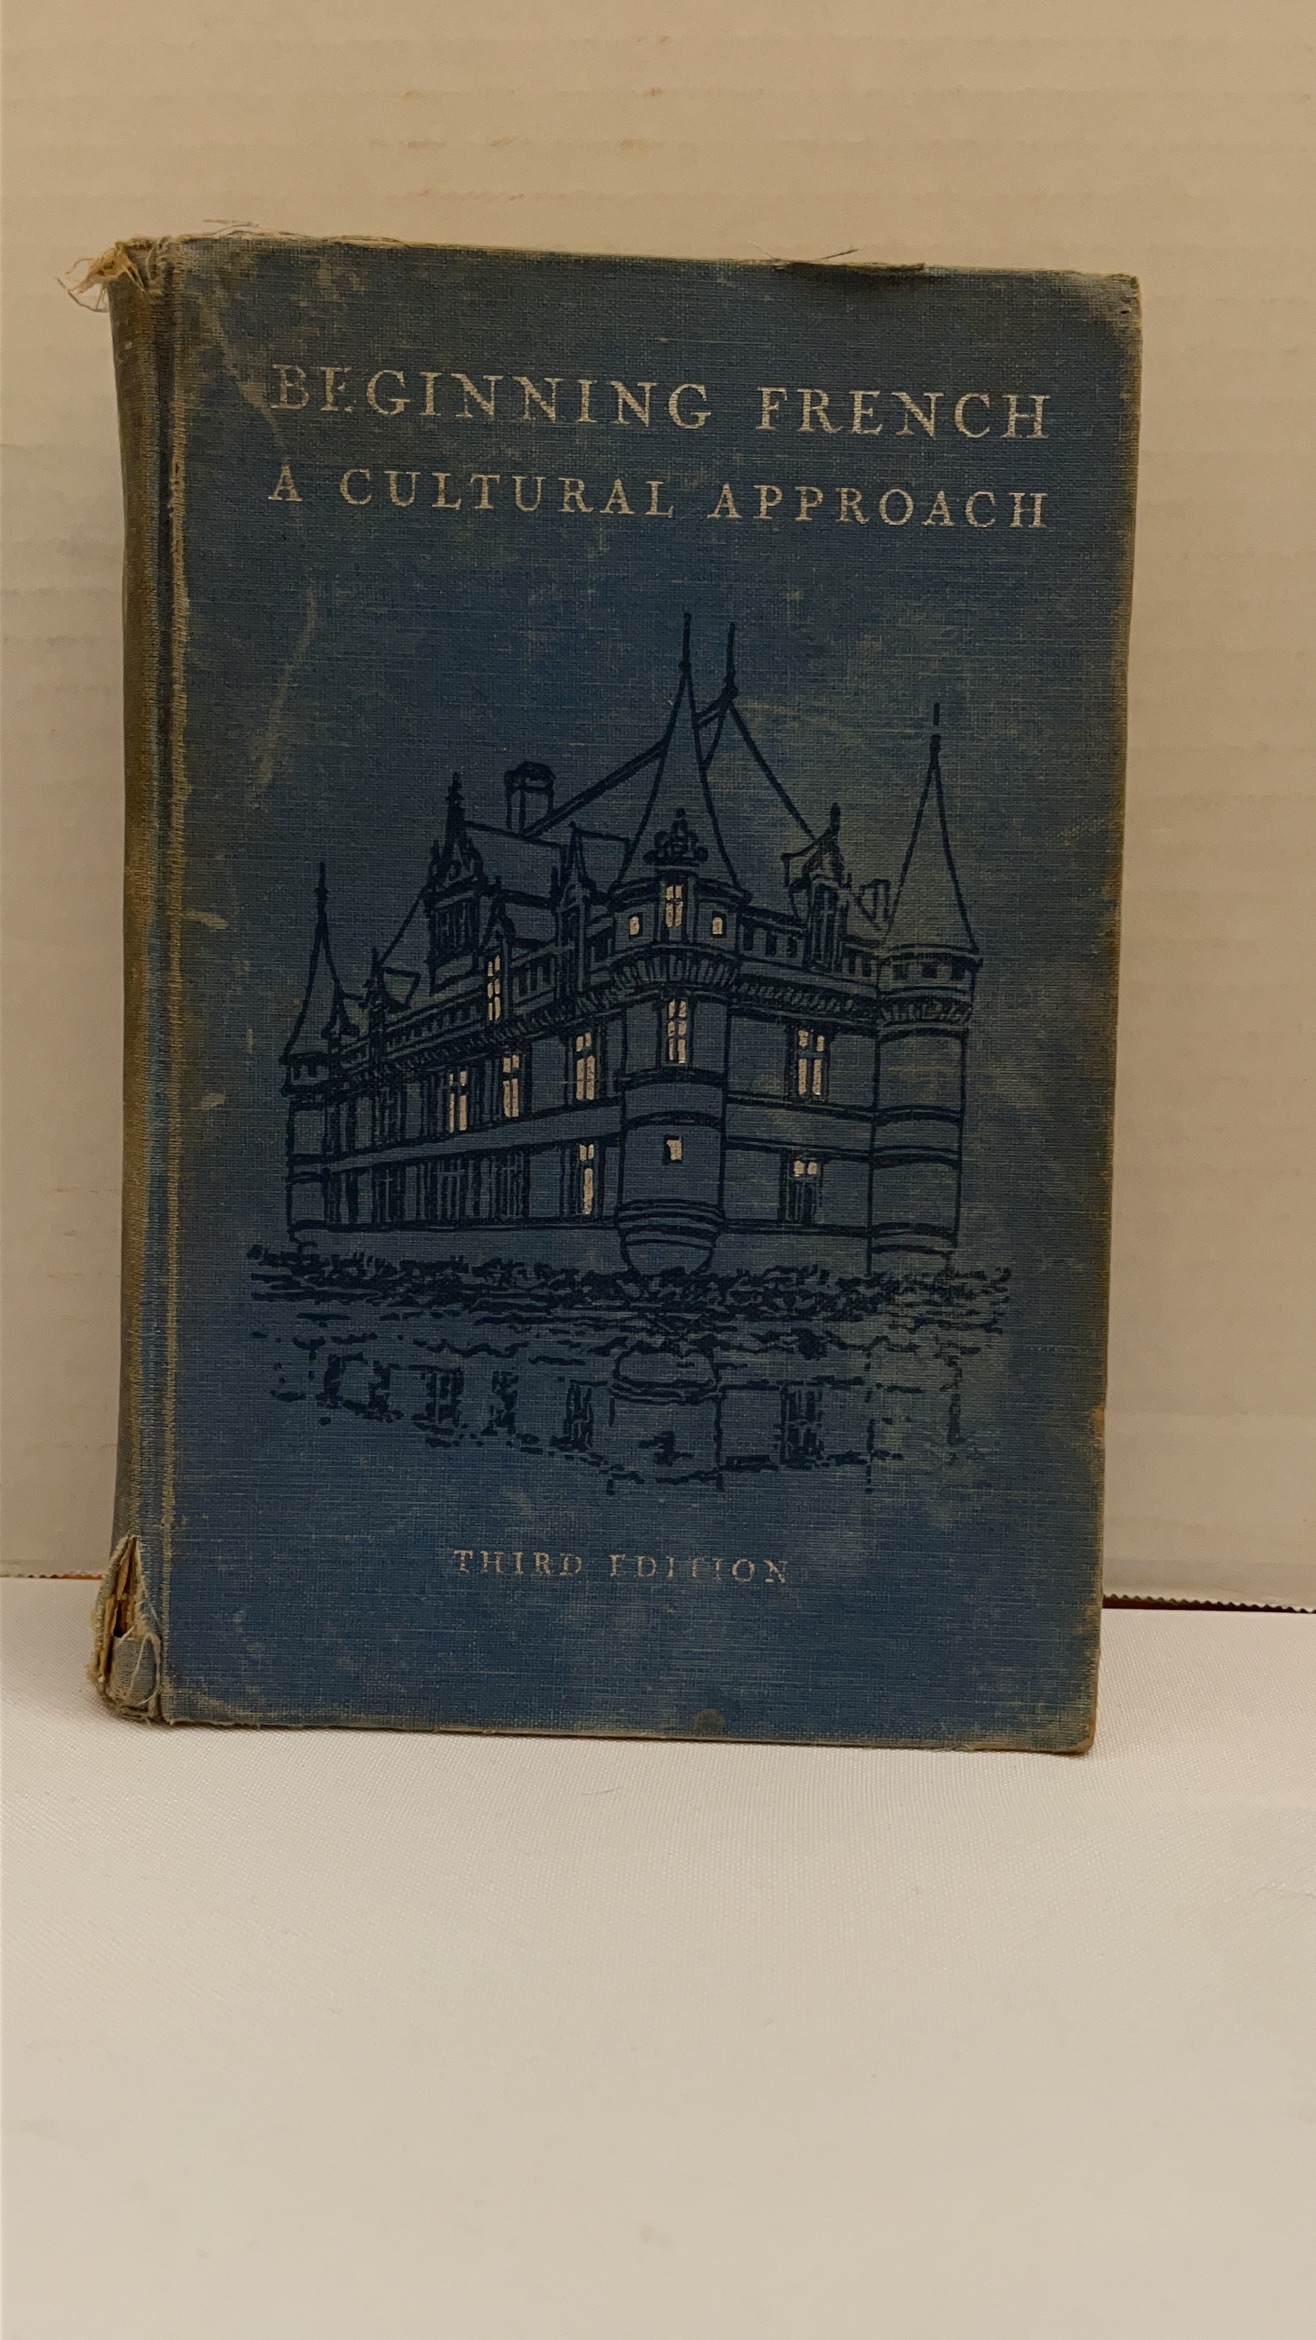 BEGINNING FRENCH
A CULTURAL APPROACH
THIRD EDITION